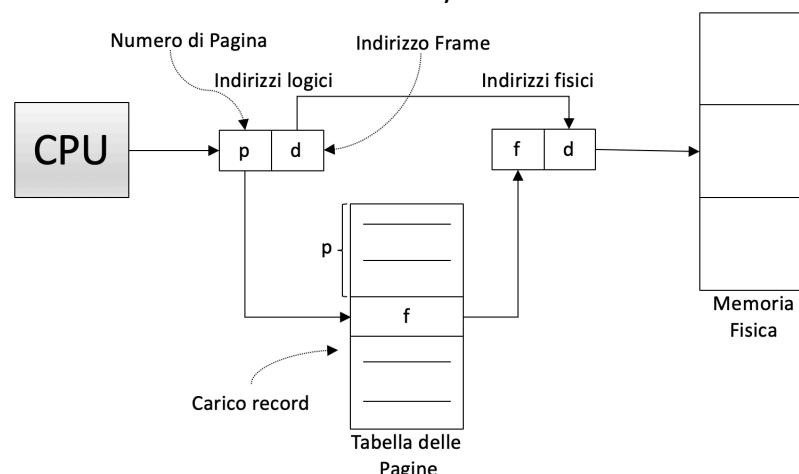 Numero di Pagina
Indirizzo Frame
Indirizzi logici
Indirizzi fisici
CPU
p
d
f
d
p
f
Memoria
Fisica
Carico record
Tabella delle
Pagine